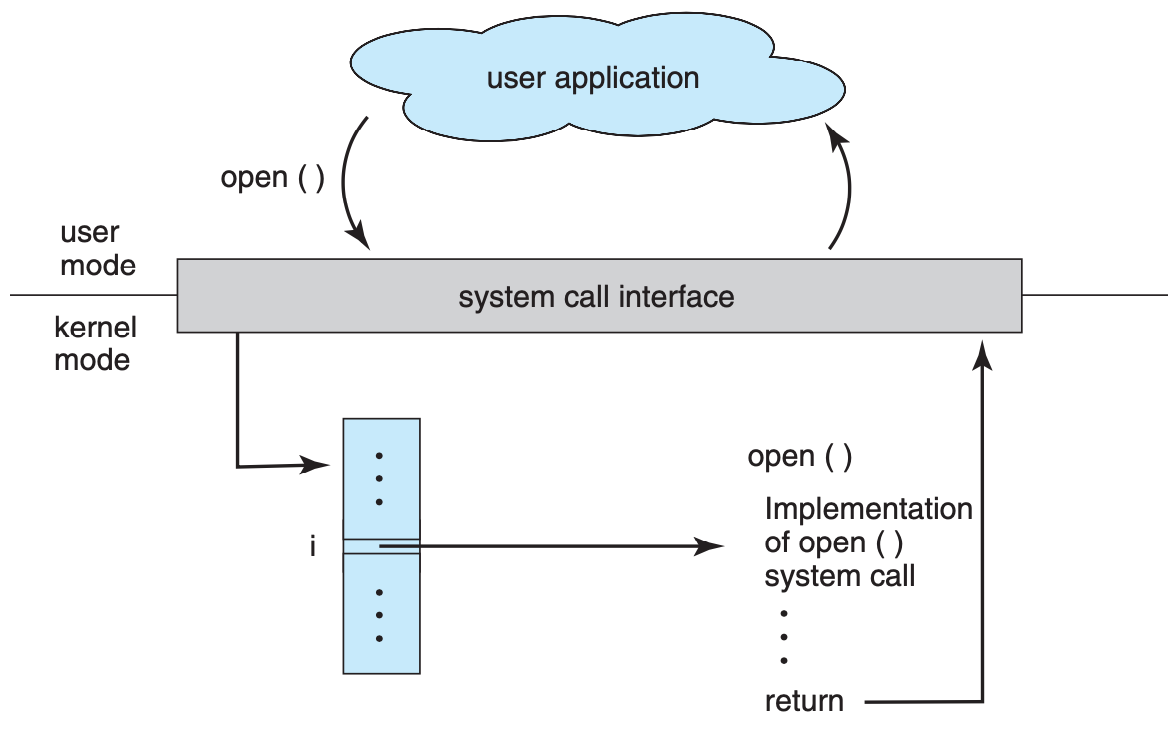 user application
open ( )
user
mode
system call interface
kernel
mode
open ( )
Implementation
i
of open ( )
system call
return